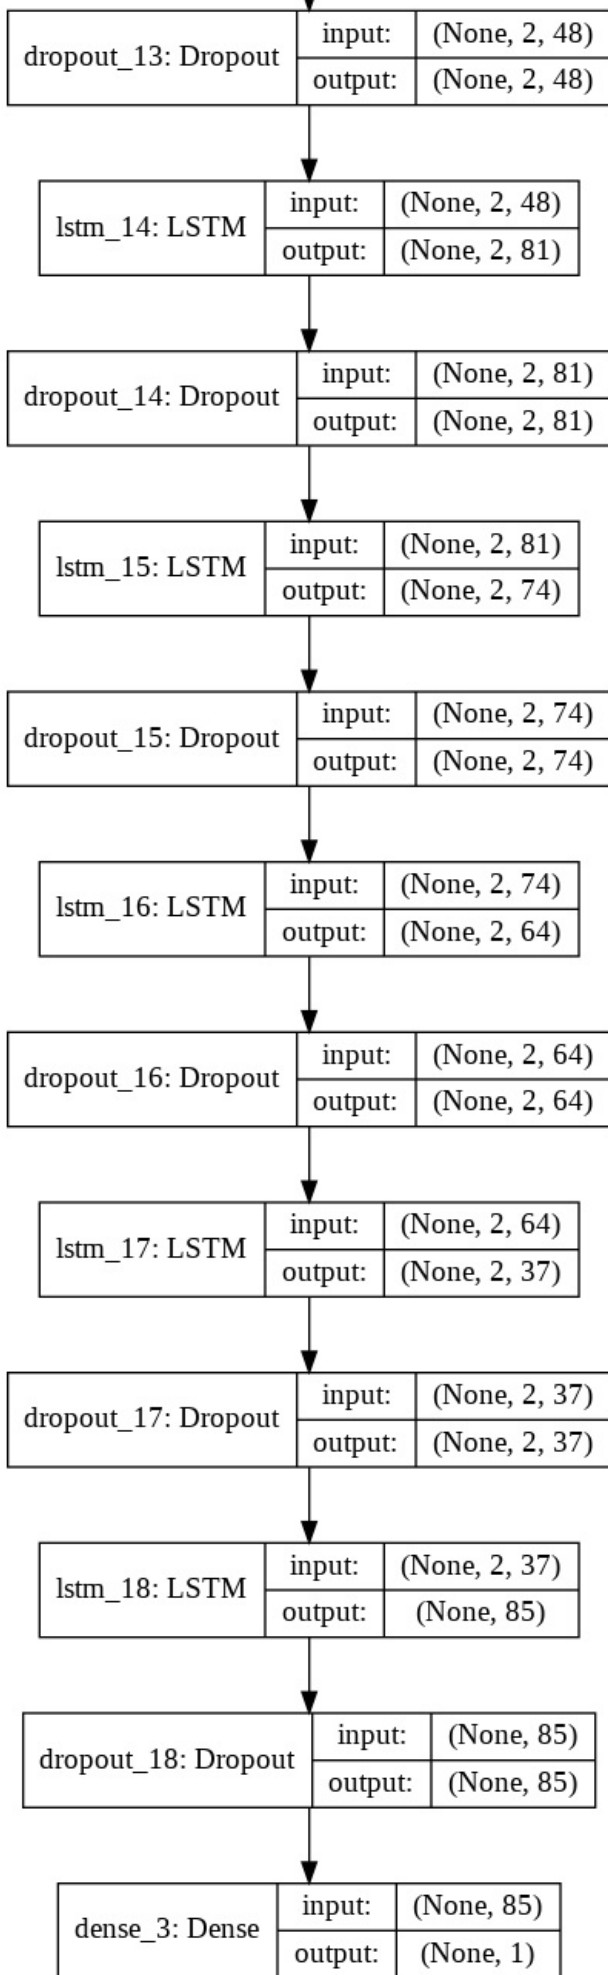 dropout_13: Dropout
input: (None, 2, 48)
output: (None, 2, 48)
lstm_14: LSTM
input: (None, 2, 48)
output: (None, 2, 81)
dropout_14: Dropout
input: (None, 2, 81)
output: (None, 2, 81)
lstm_15: LSTM
input: (None, 2, 81)
output: (None, 2, 74)
dropout_15: Dropout
input: (None, 2, 74)
output: (None, 2, 74)
lstm_16: LSTM
input: (None, 2, 74)
output: (None, 2, 64)
dropout_16: Dropout
input: (None, 2, 64)
output: (None, 2, 64)
lstm_17: LSTM
input: (None, 2, 64)
output: (None, 2, 37)
dropout_17: Dropout
input: (None, 2, 37)
output: (None, 2, 37)
lstm_18: LSTM
input: (None, 2, 37)
output: (None, 85)
dropout_18: Dropout
input: (None, 85)
output: (None, 85)
dense_3: Dense
input: (None, 85)
output: (None, 1)